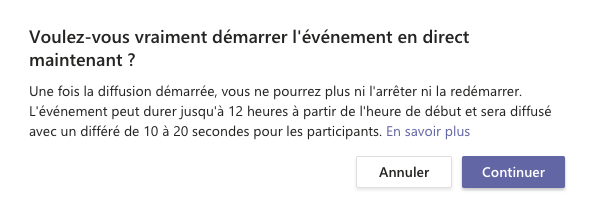 Voulez-vous vraiment démarrer l'événement en direct
maintenant ?
Une fois la diffusion démarrée, vous ne pourrez plus ni l'arrêter ni la redémarrer.
L'événement peut durer jusqu'à 12 heures à partir de l'heure de début et sera diffusé
avec un différé de 10 à 20 secondes pour les participants. En savoir plus
Annuler Continuer